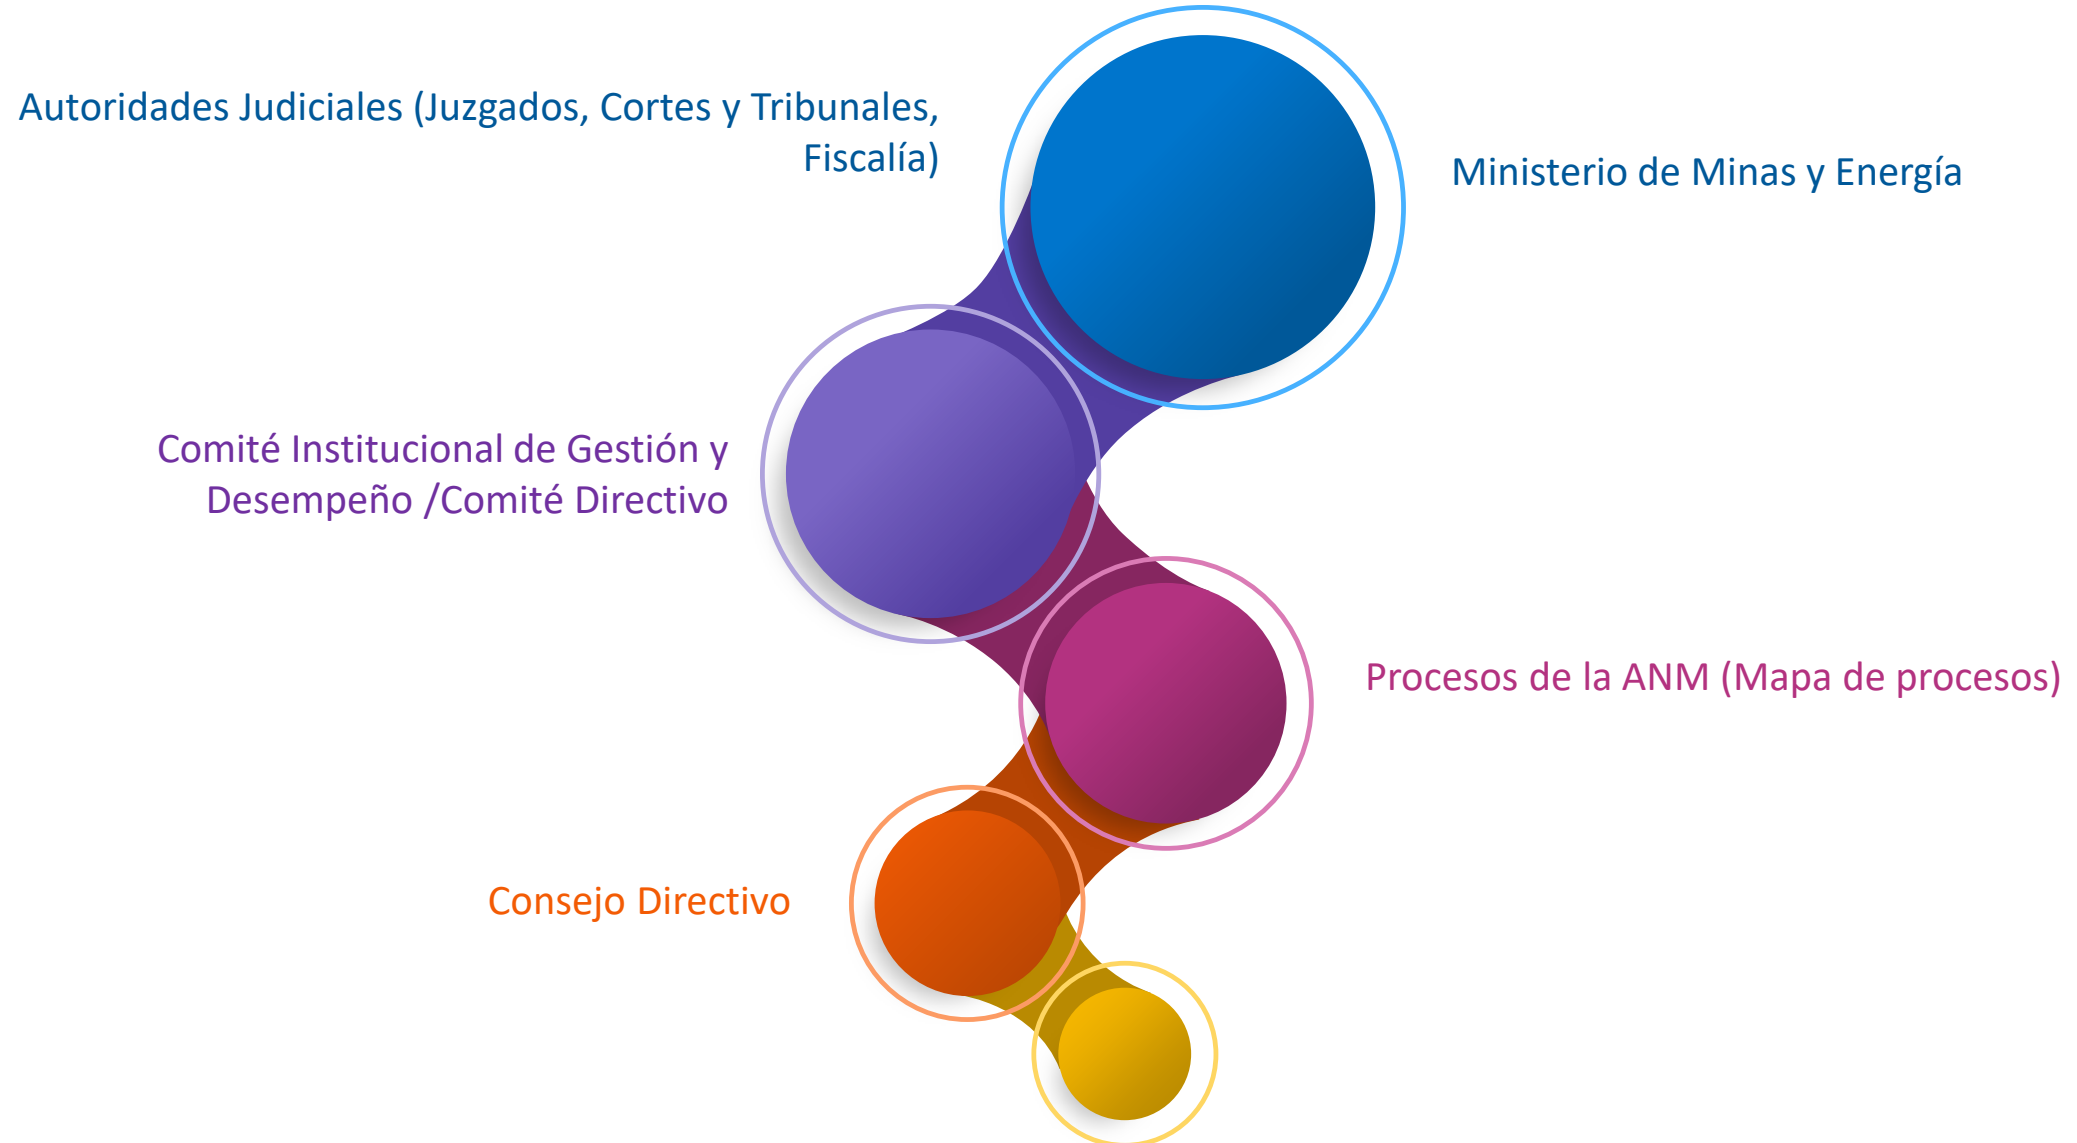 Autoridades Judiciales (Juzgados, Cortes y Tribunales,
Fiscalía)
Ministerio de Minas y Energía
Comité Institucional de Gestión y
Desempeño /Comité Directivo
Procesos de la ANM (Mapa de procesos)
Consejo Directivo